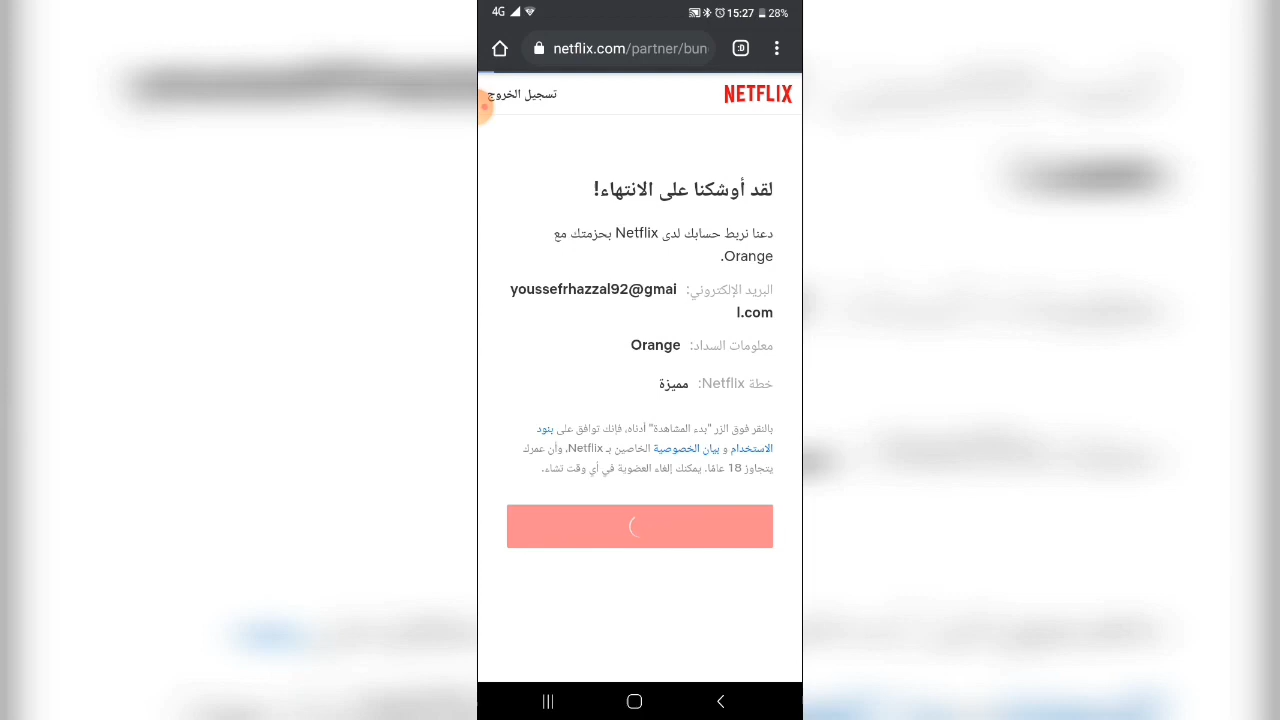 4G 15:27 28%
netflix.com/partner/bun :D
NETFLIX تسجيل الخروج
لقد أوشكنا على الانتهاء!
دعنا نربط حسابك لدى Netflix بحزمتك مع
Orange.
البريد الإلكتروني: youssefrhazzal92@gmai
l.com
معلومات السداد: Orange
خطة Netflix: مميزة
بالنقر فوق الزر "بدء المشاهدة" أدناه، فإنك توافق على بنود
الاستخدام و بيان الخصوصية الخاصين بـ Netflix، وأن عمرك
يتجاوز 18 عامًا. يمكنك إلغاء العضوية في أي وقت تشاء.